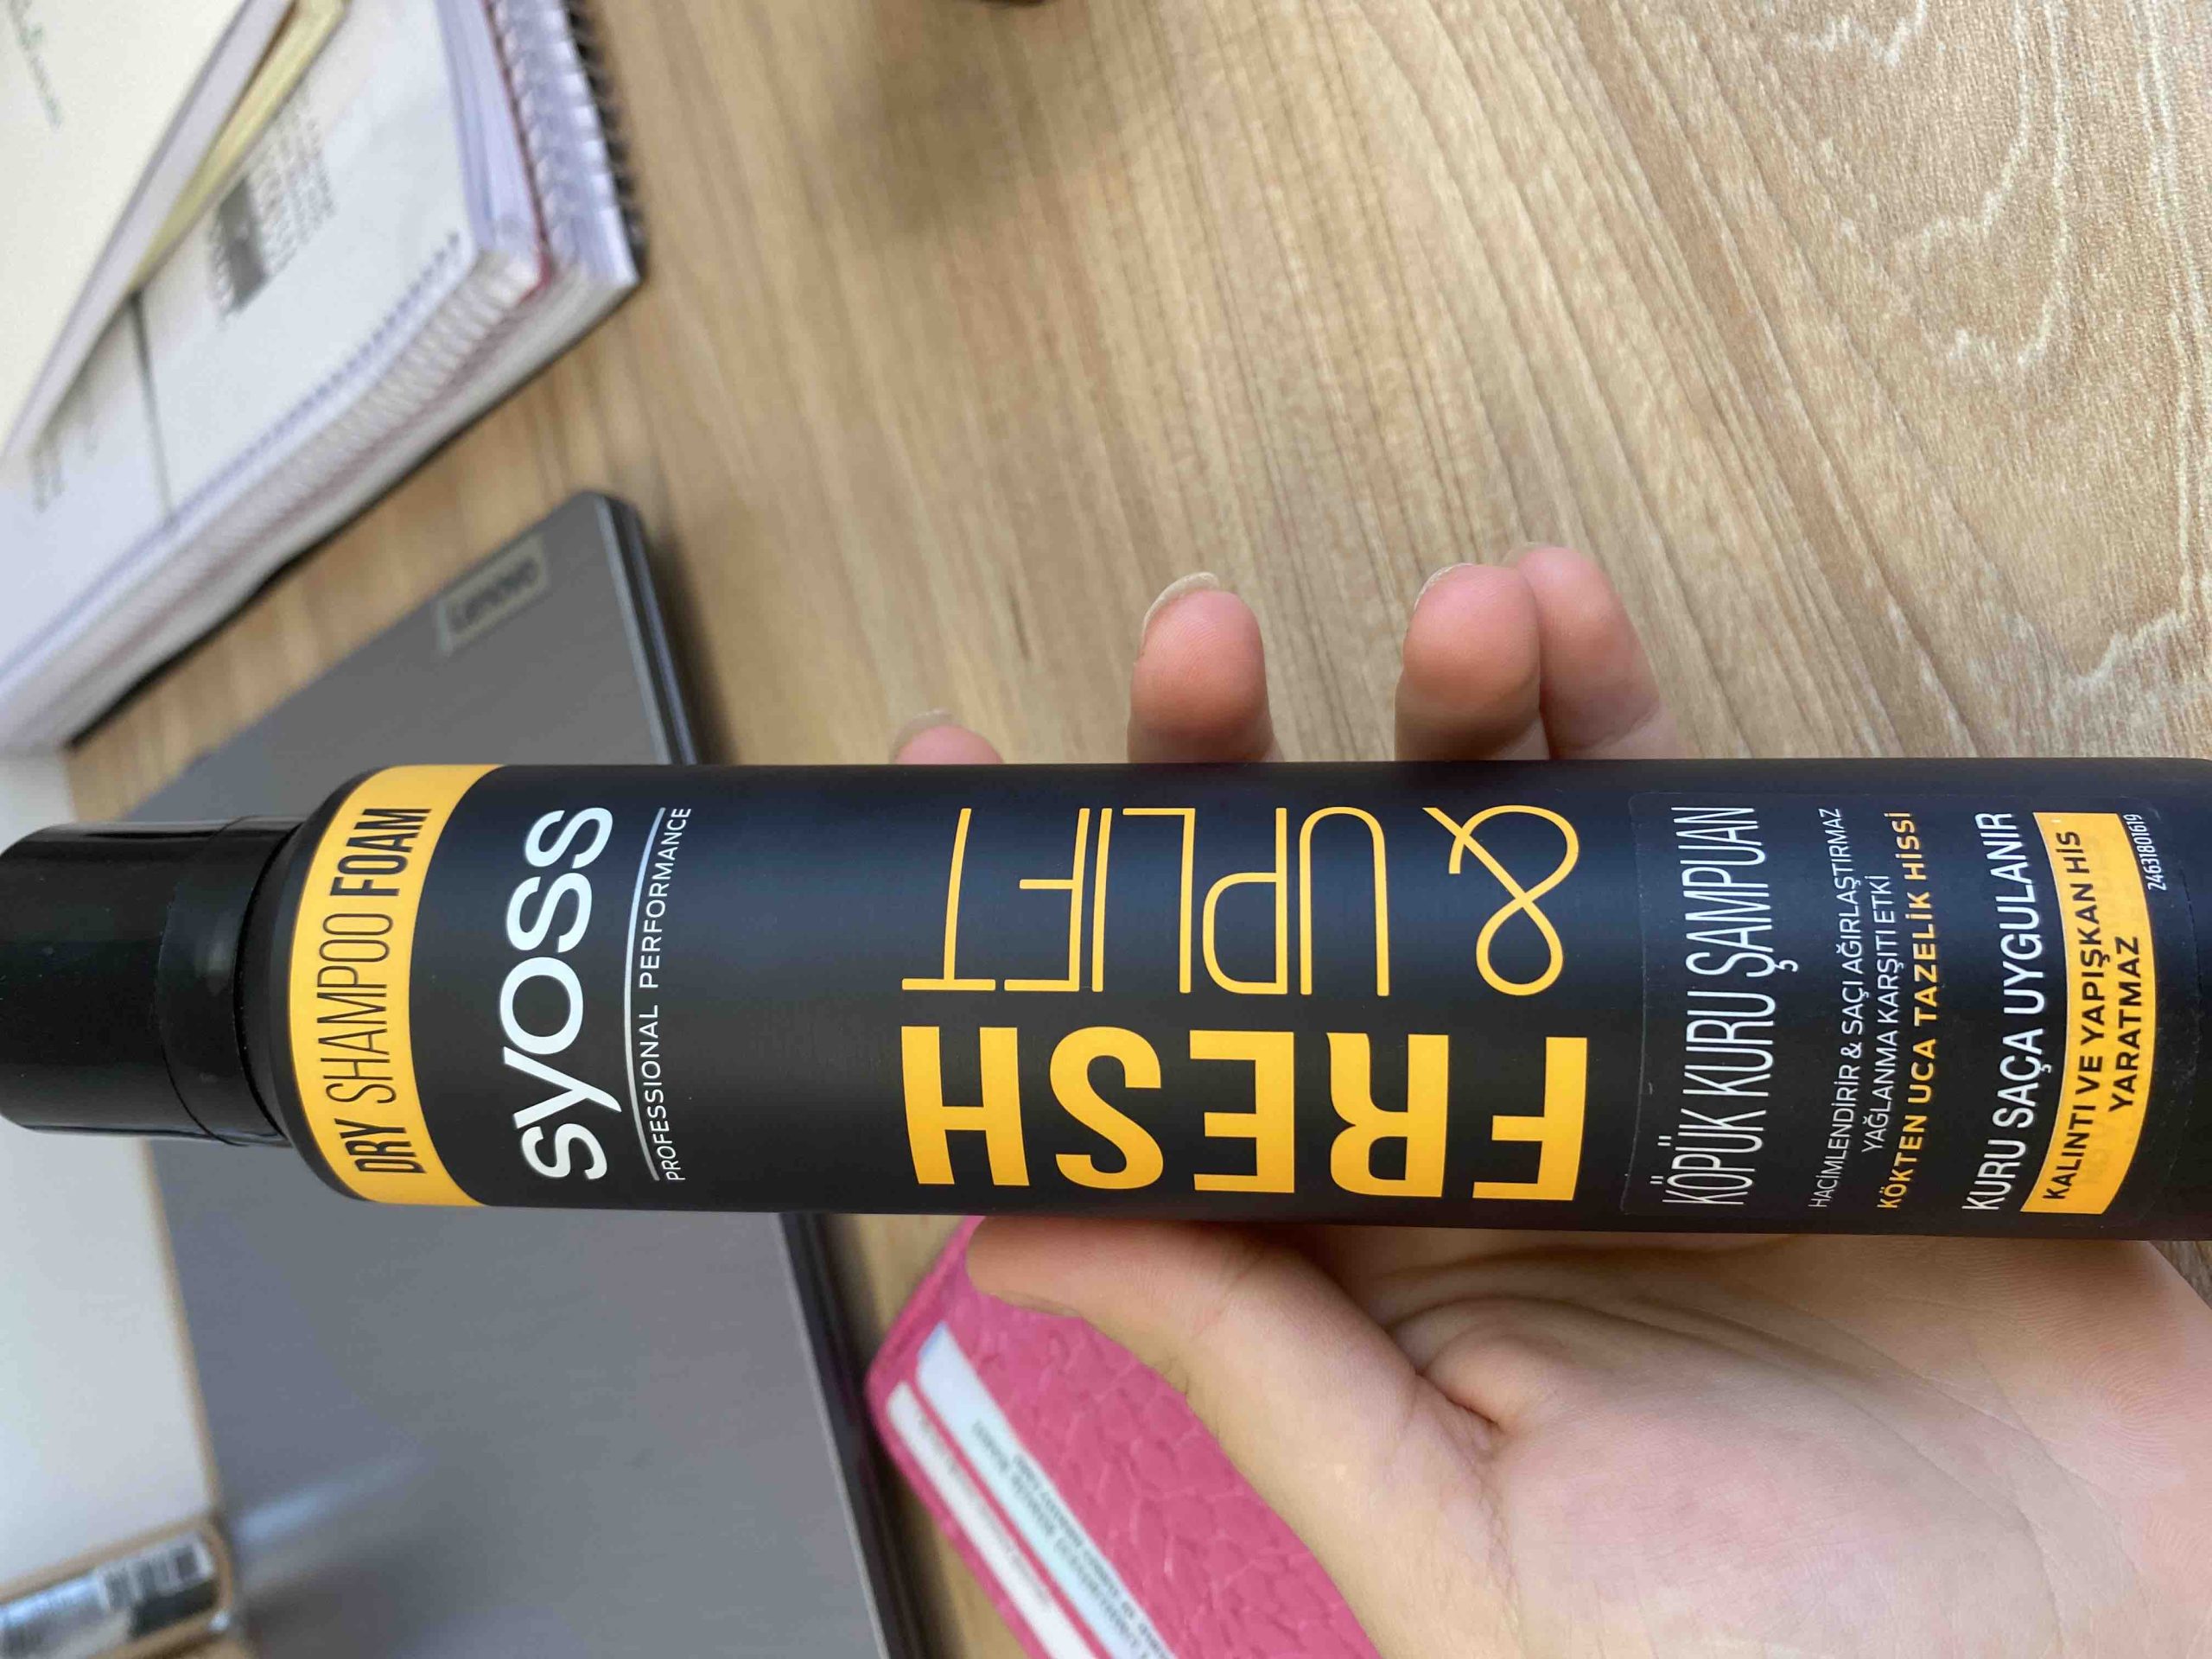 DRY SHAMPOO FOAM
syoss
PROFESSIONAL PERFORMANCE
FRESH
& UPLIFT
KÖPÜK KURU ŞAMPUAN
HACİMLENDİRİR & SAÇI AĞIRLAŞTIRMAZ
YAĞLANMA KARŞITI ETKİ
KÖKTEN UCA TAZELİK HİSSİ
KURU SAÇA UYGULANIR
KALINTI VE YAPIŞKAN HİS
YARATMAZ
24631801619
Lenovo